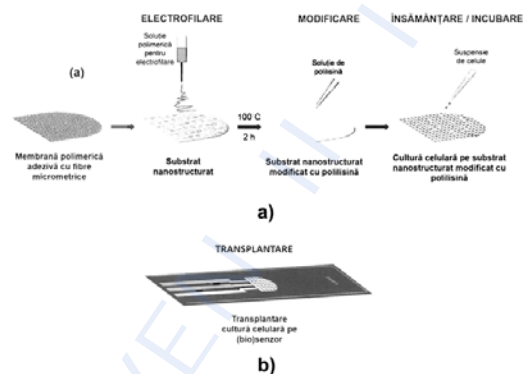 ELECTROFILARE
MODIFICARE
ÎNSĂMÂNȚARE / INCUBARE
Soluție
polimerică
pentru
electrofilare
Soluție de
polilisină
Suspensie
de celule
(a)
100°C
2 h
Membrană polimerică
adezivă cu fibre
micrometrice
Substrat
nanostructurat
Substrat nanostructurat
modificat cu polilisină
Cultură celulară pe substrat
nanostructurat modificat cu
polilisină
a)
TRANSPLANTARE
Transplantare
cultură celulară pe
(bio)senzor
b)